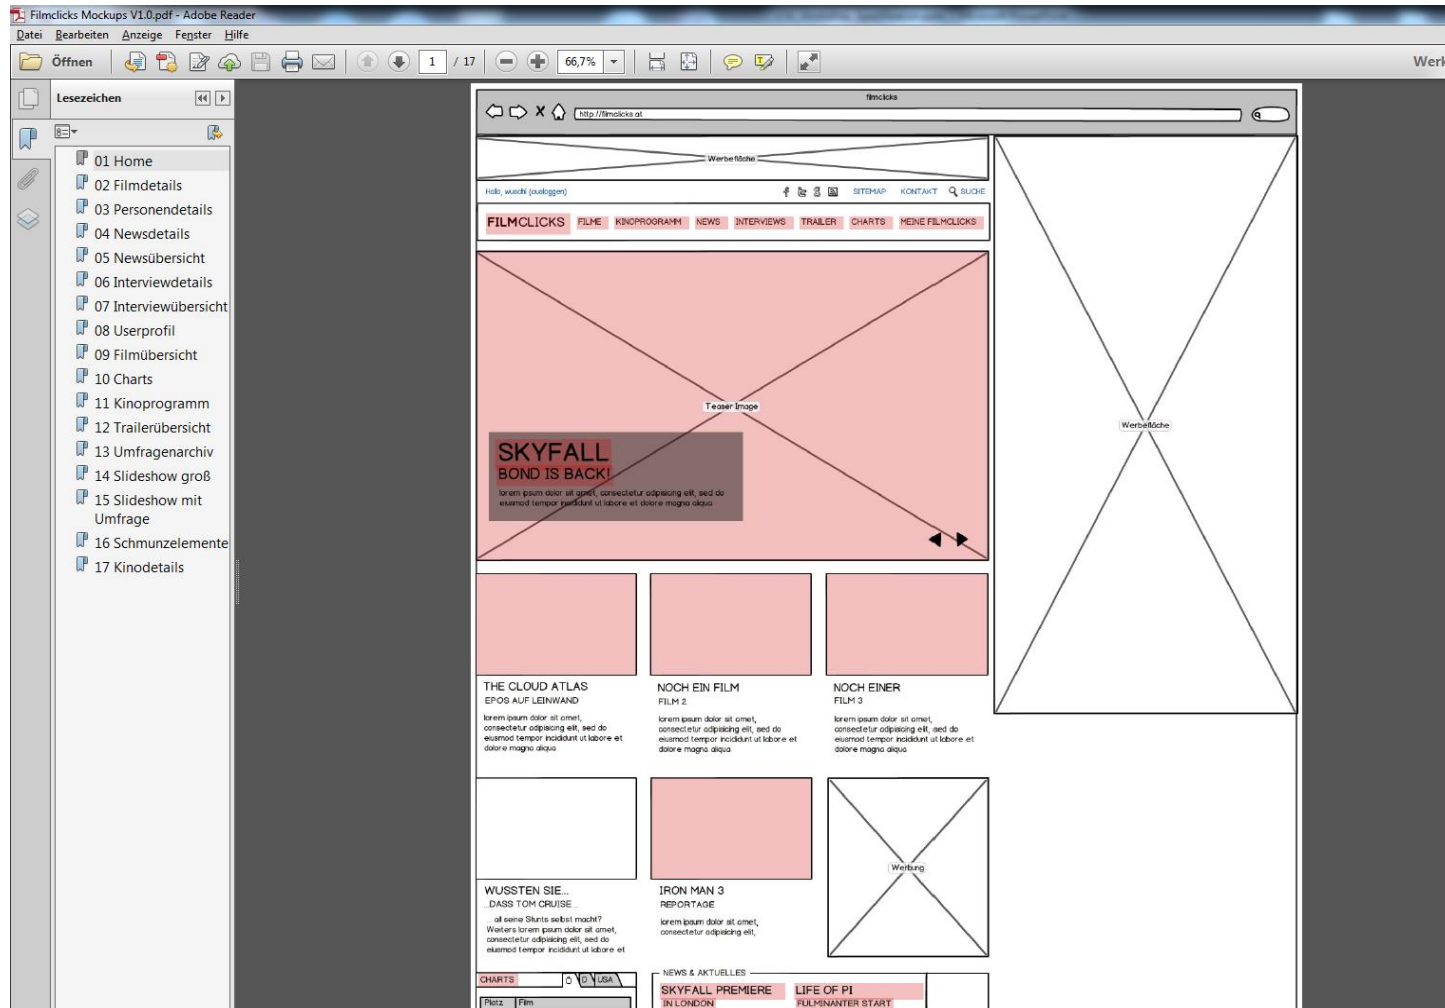 Filmclicks Mockups V1.0.pdf - Adobe Reader
Datei Bearbeiten Anzeige Fenster Hilfe
Öffnen 1 / 17 66,7% Werk
Lesezeichen
01 Home
02 Filmdetails
03 Personendetails
04 Newsdetails
05 Newsübersicht
06 Interviewdetails
07 Interviewübersicht
08 Userprofil
09 Filmübersicht
10 Charts
11 Kinoprogramm
12 Trailerübersicht
13 Umfragenarchiv
14 Slideshow groß
15 Slideshow mit
Umfrage
16 Schmunzelemente
17 Kinodetails
filmclicks
http://filmclicks.at
Werbefläche
Hallo, wuschl (ausloggen)
SITEMAP KONTAKT SUCHE
FILMCLICKS FILME KINOPROGRAMM NEWS INTERVIEWS TRAILER CHARTS MEINE FILMCLICKS
Teaser Image
Werbefläche
SKYFALL
BOND IS BACK!
lorem ipsum dolor sit amet, consectetur adipisicing elit, sed do
eiusmod tempor incididunt ut labore et dolore magna aliqua
THE CLOUD ATLAS
EPOS AUF LEINWAND
lorem ipsum dolor sit amet,
consectetur adipisicing elit, sed do
eiusmod tempor incididunt ut labore et
dolore magna aliqua
NOCH EIN FILM
FILM 2
lorem ipsum dolor sit amet,
consectetur adipisicing elit, sed do
eiusmod tempor incididunt ut labore et
dolore magna aliqua
NOCH EINER
FILM 3
lorem ipsum dolor sit amet,
consectetur adipisicing elit, sed do
eiusmod tempor incididunt ut labore et
dolore magna aliqua
WUSSTEN SIE...
...DASS TOM CRUISE...
... all seine Stunts selbst macht?
Weiters lorem ipsum dolor sit amet,
consectetur adipisicing elit, sed do
eiusmod tempor incididunt ut labore et
IRON MAN 3
REPORTAGE
lorem ipsum dolor sit amet,
consectetur adipisicing elit,
Werbung
CHARTS Ö D USA
Platz Film
NEWS & AKTUELLES
SKYFALL PREMIERE
IN LONDON
LIFE OF PI
FULMINANTER START